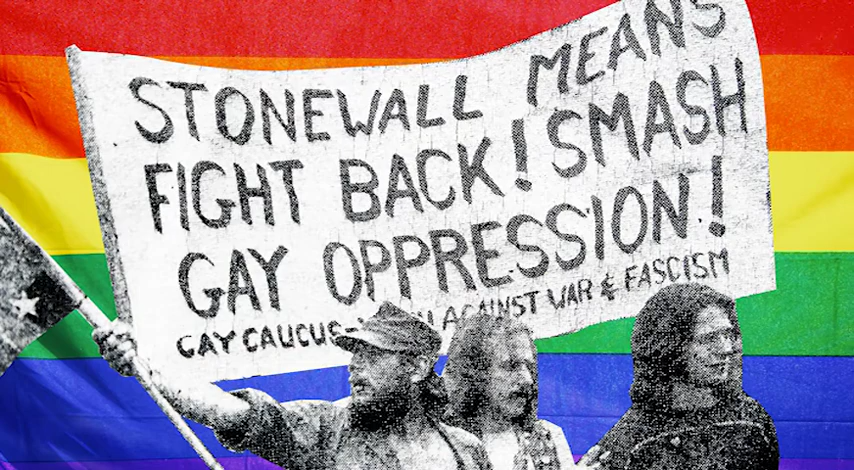 STONEWALL MEANS
FIGHT BACK! SMASH
GAY OPPRESSION!
GAY CAUCUS- AGAINST WAR & FASCISM